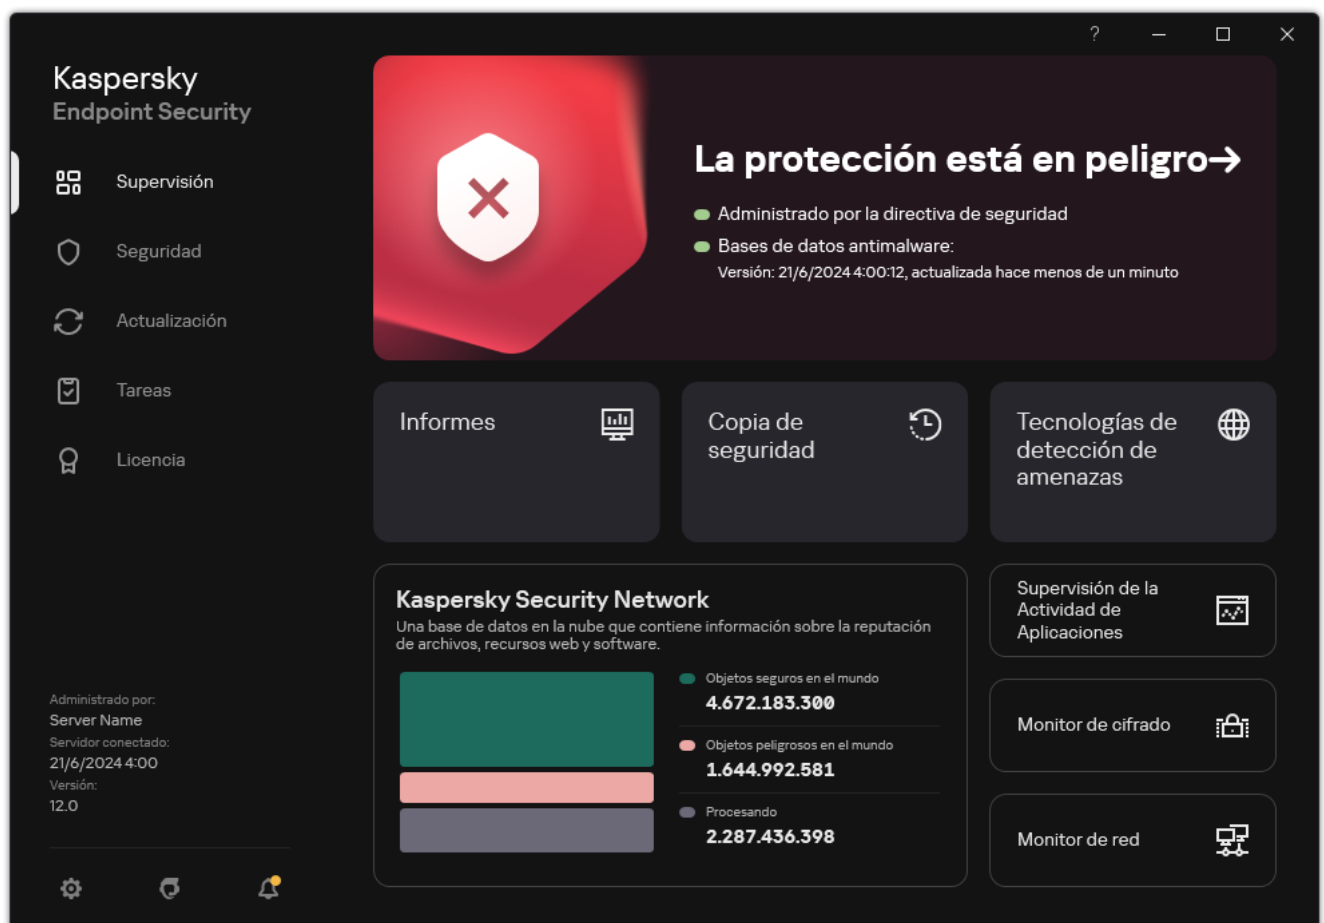 ?
Kaspersky
Endpoint Security
Supervisión
Seguridad
Actualización
Tareas
Licencia
Administrado por:
Server Name
Servidor conectado:
21/6/2024 4:00
Versión:
12.0
La protección está en peligro→
Administrado por la directiva de seguridad
Bases de datos antimalware:
Versión: 21/6/2024 4:00:12, actualizada hace menos de un minuto
Informes
Copia de
seguridad
Tecnologías de
detección de
amenazas
Kaspersky Security Network
Una base de datos en la nube que contiene información sobre la reputación
de archivos, recursos web y software.
Objetos seguros en el mundo
4.672.183.300
Objetos peligrosos en el mundo
1.644.992.581
Procesando
2.287.436.398
Supervisión de la
Actividad de
Aplicaciones
Monitor de cifrado
Monitor de red